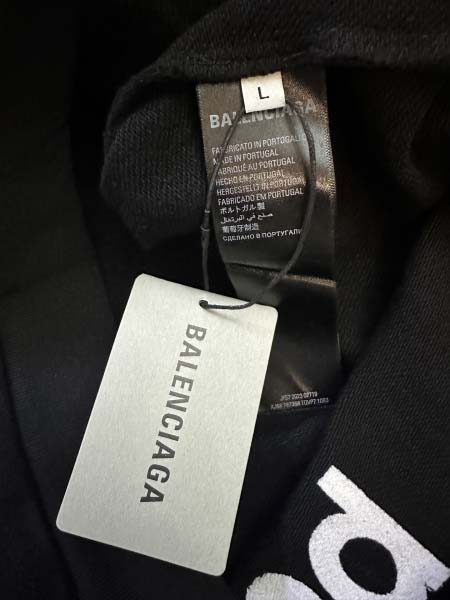 L
BALENCIAGA
FABRICATO IN PORTOGALLO
MADE IN PORTUGAL
FABRIQUÉ AU PORTUGAL
HECHO EN PORTUGAL
HERGESTELLT IN PORTUGAL
FABRICADO EM PORTUGAL
ポルトガル製
صنع في البرتغال
葡萄牙制造
СДЕЛАНО В ПОРТУГАЛИИ
BALENCIAGA